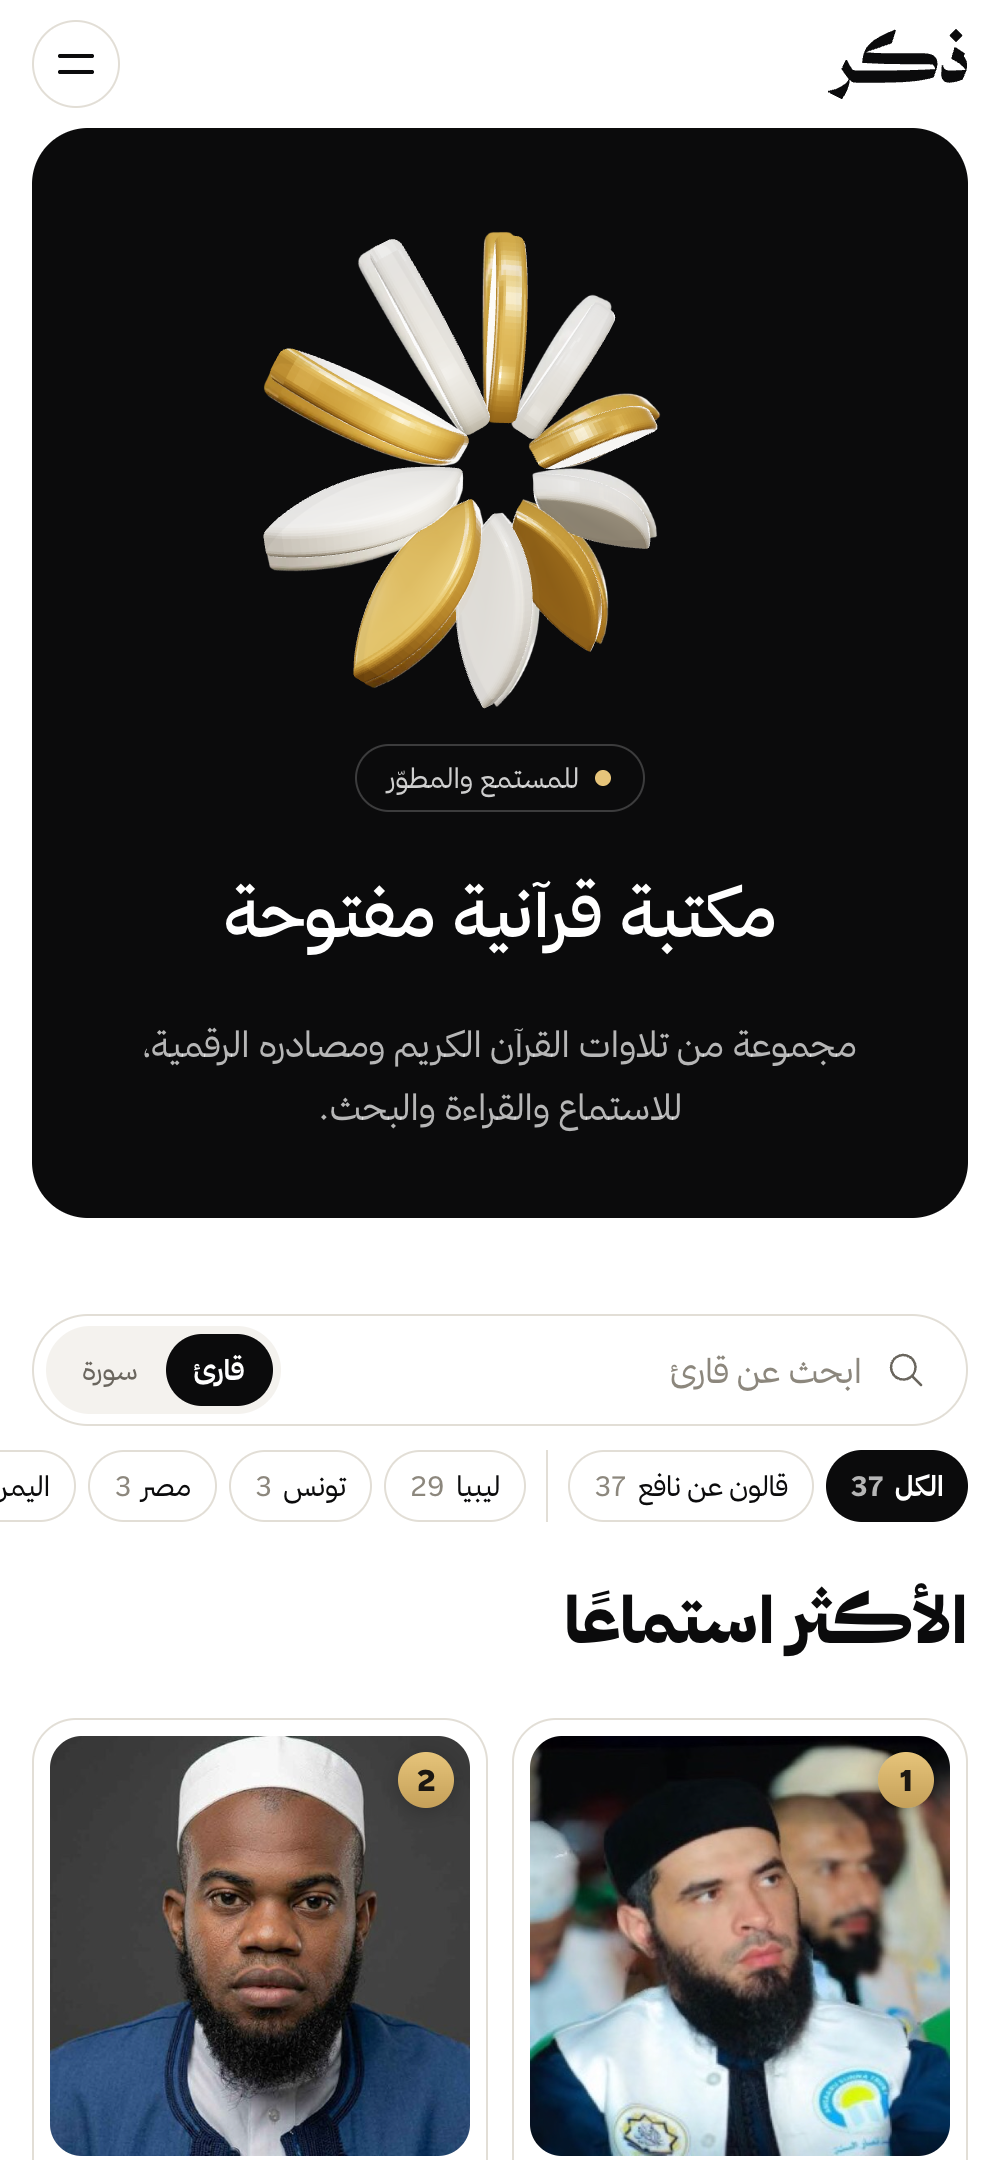 ذكر
للمستمع والمطوّر
مكتبة قرآنية مفتوحة
مجموعة من تلاوات القرآن الكريم ومصادره الرقمية،
للاستماع والقراءة والبحث.
ابحث عن قارئ
قارئ
سورة
الكل 37
قالون عن نافع 37
ليبيا 29
تونس 3
مصر 3
اليمن
الأكثر استماعًا
1
2